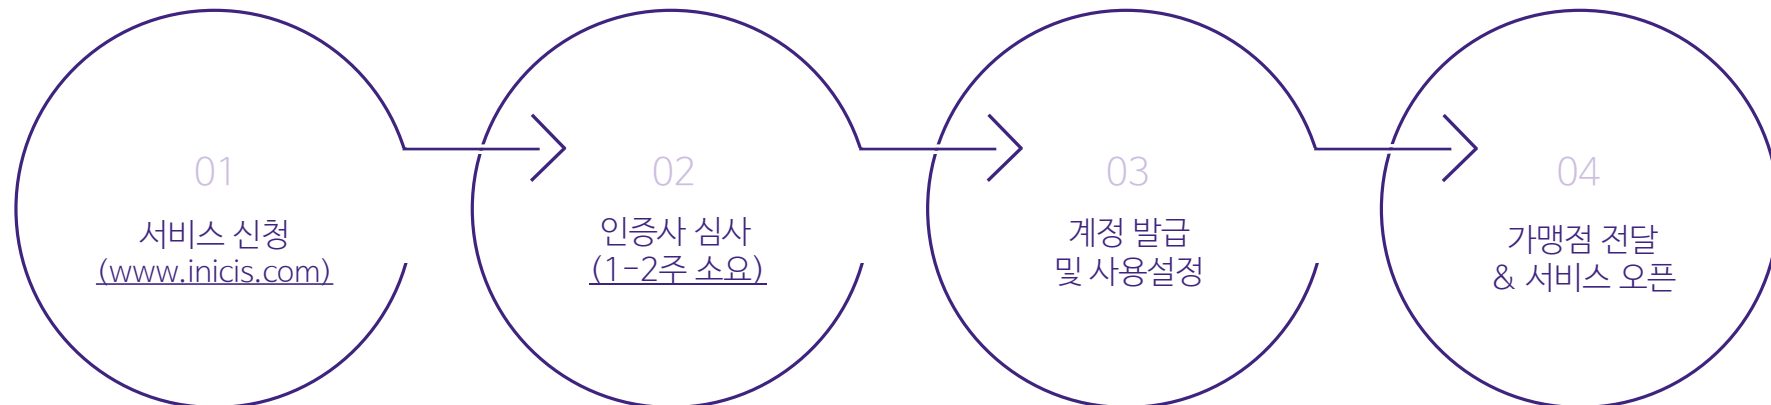 01
서비스 신청
(www.inicis.com)
02
인증사 심사
(1-2주 소요)
03
계정 발급
및 사용설정
04
가맹점 전달
& 서비스 오픈